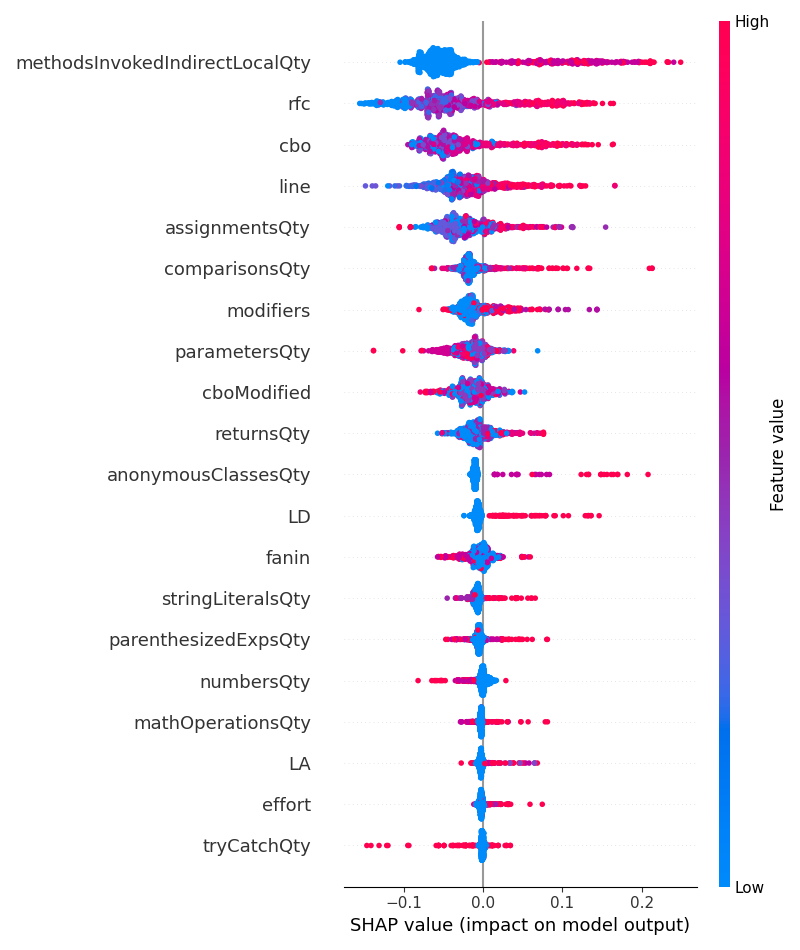 High
methodsInvokedIndirectLocalQty
rfc
cbo
line
assignmentsQty
comparisonsQty
modifiers
parametersQty
cboModified
returnsQty
anonymousClassesQty
LD
fanin
stringLiteralsQty
parenthesizedExpsQty
numbersQty
mathOperationsQty
LA
effort
tryCatchQty
Feature value
Low
−0.1 0.0 0.1 0.2
SHAP value (impact on model output)